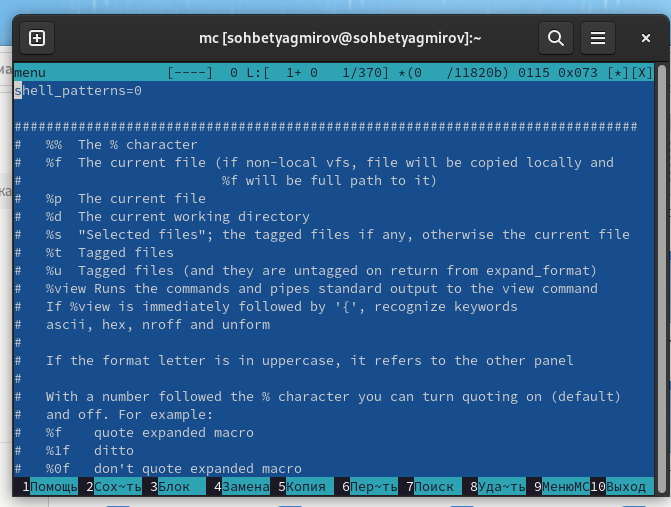 mc [sohbetyagmirov@sohbetyagmirov]:~
menu [----] 0 L:[ 1+ 0 1/370] *(0 /11820b) 0115 0x073 [*][X]
shell_patterns=0
###############################################################################
# %% The % character
# %f The current file (if non-local vfs, file will be copied locally and
# %f will be full path to it)
# %p The current file
# %d The current working directory
# %s "Selected files"; the tagged files if any, otherwise the current file
# %t Tagged files
# %u Tagged files (and they are untagged on return from expand_format)
# %view Runs the commands and pipes standard output to the view command
# If %view is immediately followed by '{', recognize keywords
# ascii, hex, nroff and unform
#
# If the format letter is in uppercase, it refers to the other panel
#
# With a number followed the % character you can turn quoting on (default)
# and off. For example:
# %f quote expanded macro
# %1f ditto
# %0f don't quote expanded macro
1Помощь 2Сох~ть 3Блок 4Замена 5Копия 6Пер~ть 7Поиск 8Уда~ть 9МенюMC 10Выход